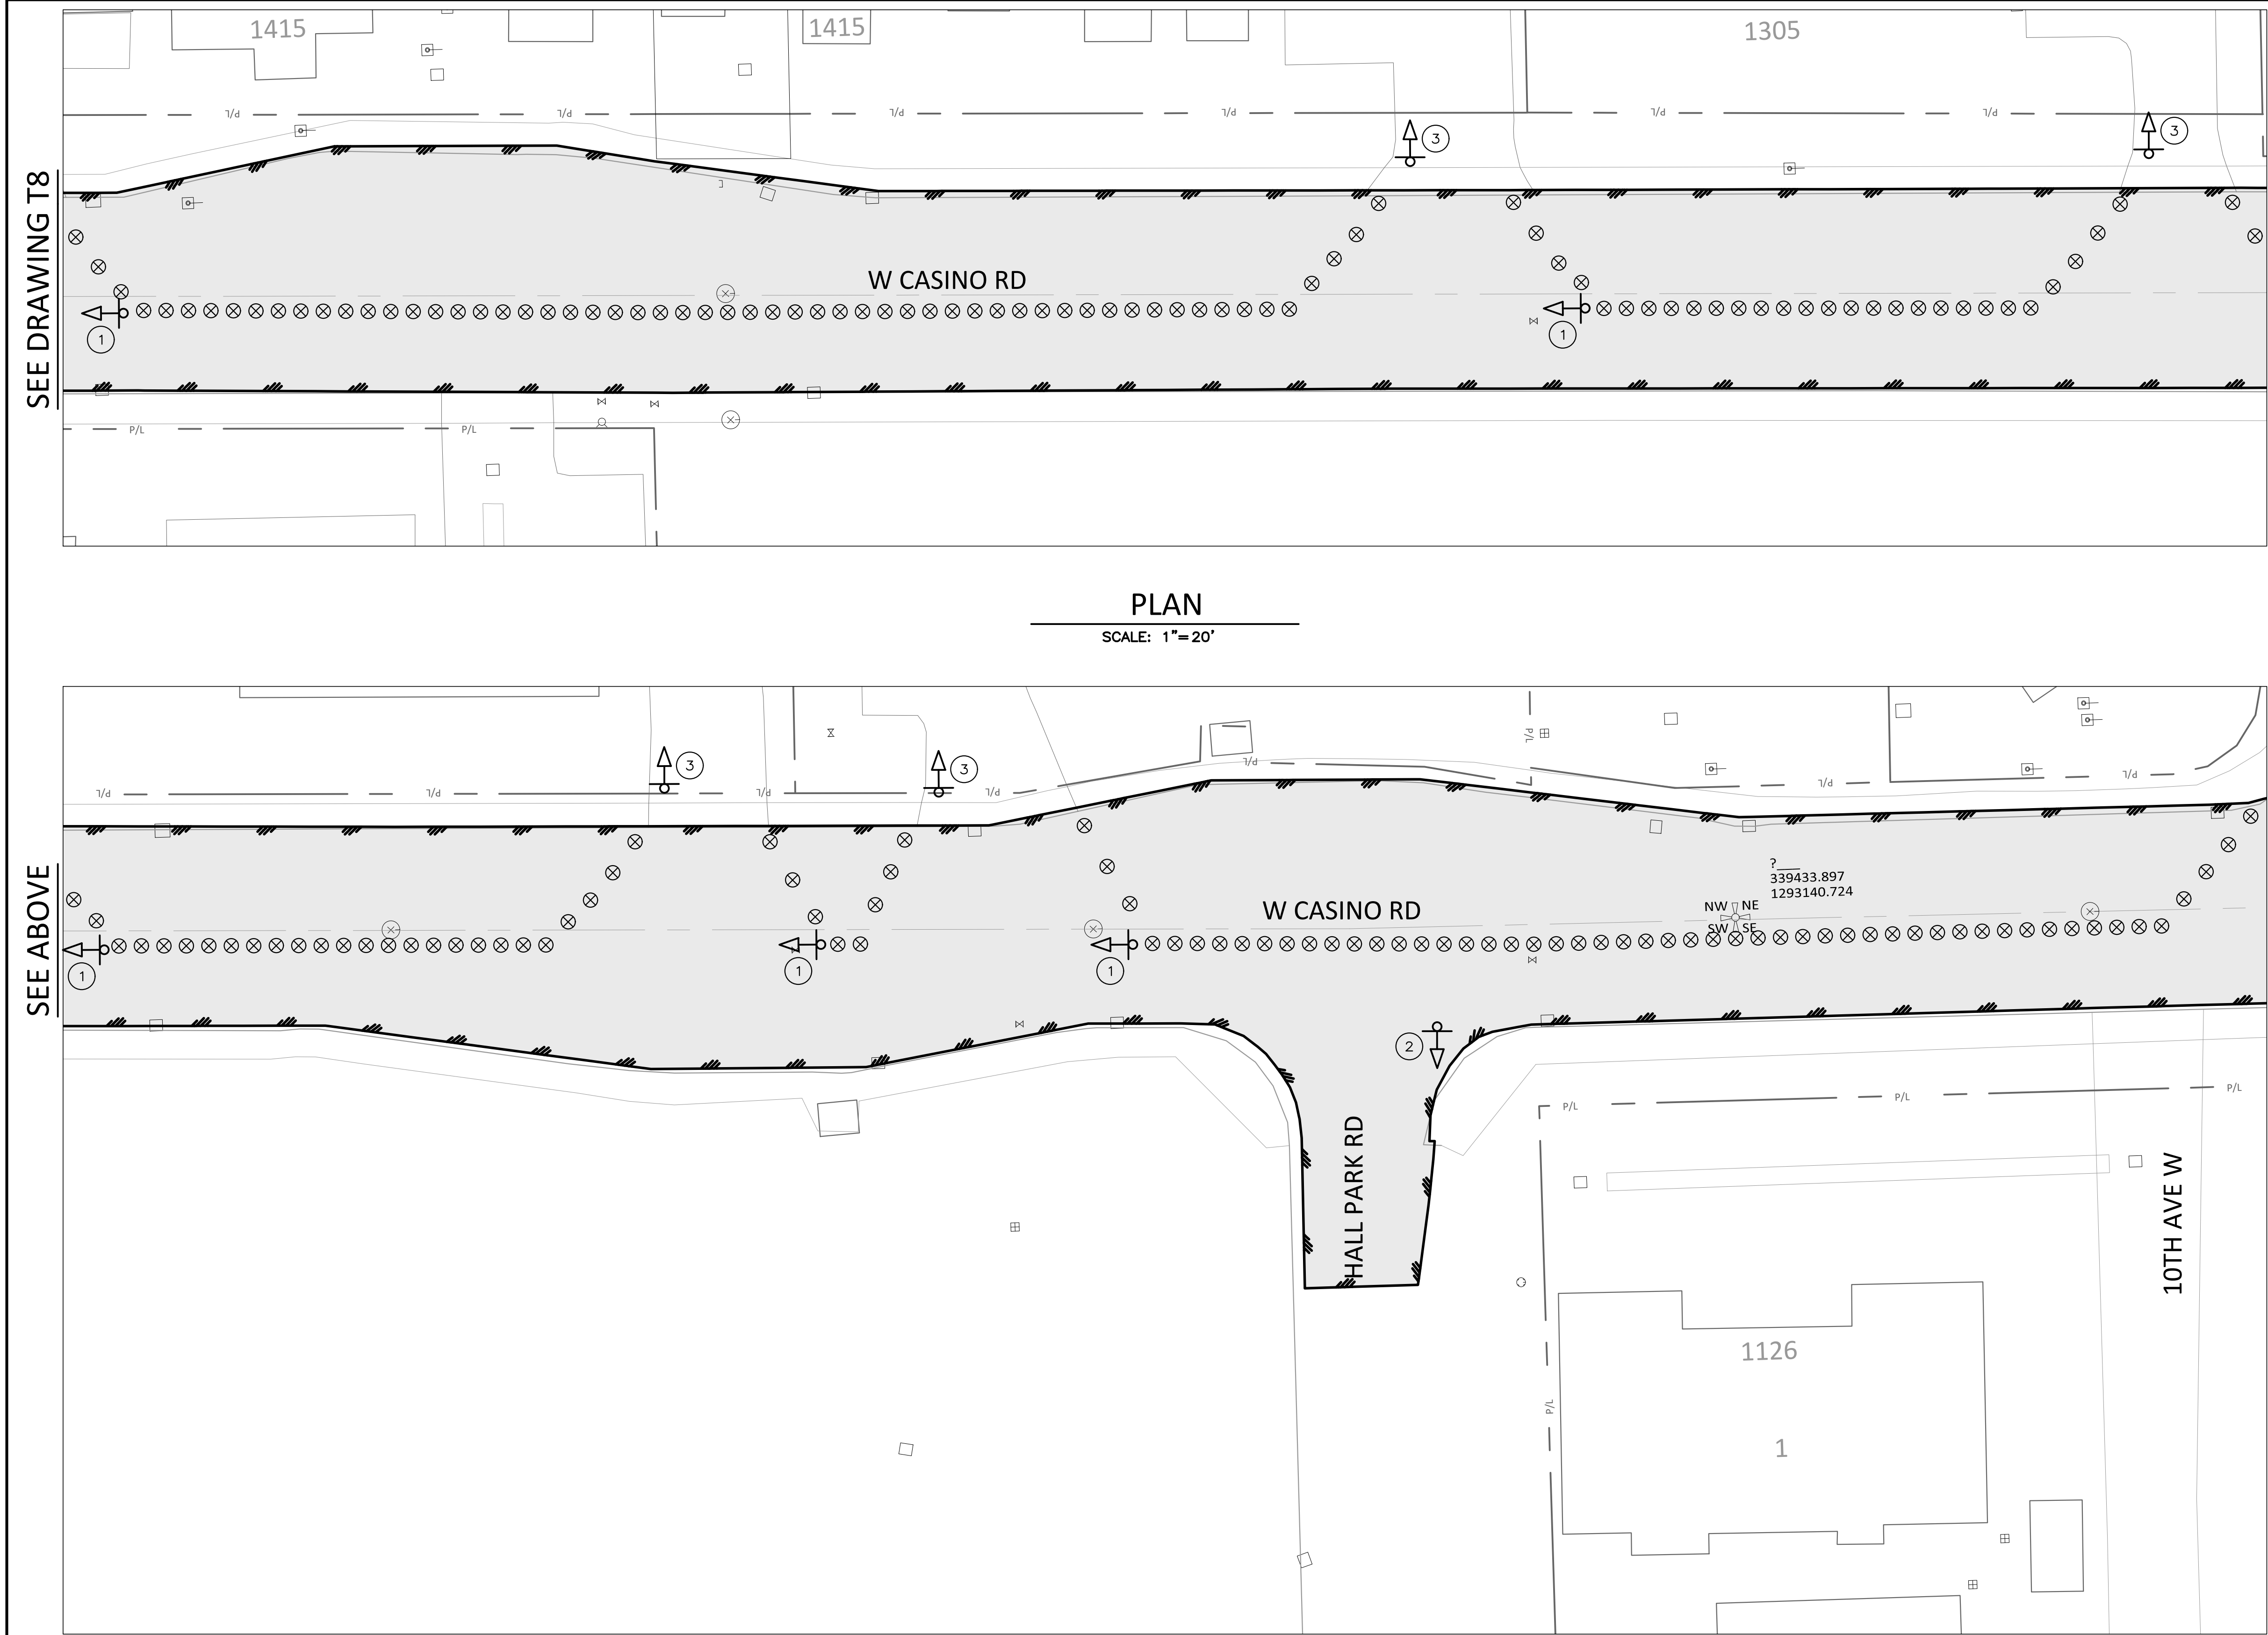 1415
1415
1305
P/L
P/L
P/L
P/L
P/L
P/L
3
3
SEE DRAWING T8
W CASINO RD
1
1
P/L
P/L
PLAN
SCALE: 1"=20'
P/L
P/L
P/L
P/L
P/L
P/L
P/L
P/L
3
3
?
339433.897
1293140.724
SEE ABOVE
W CASINO RD
NW NE
SW SE
1
1
1
2
P/L
P/L
P/L
HALL PARK RD
10TH AVE W
1126
P/L
1